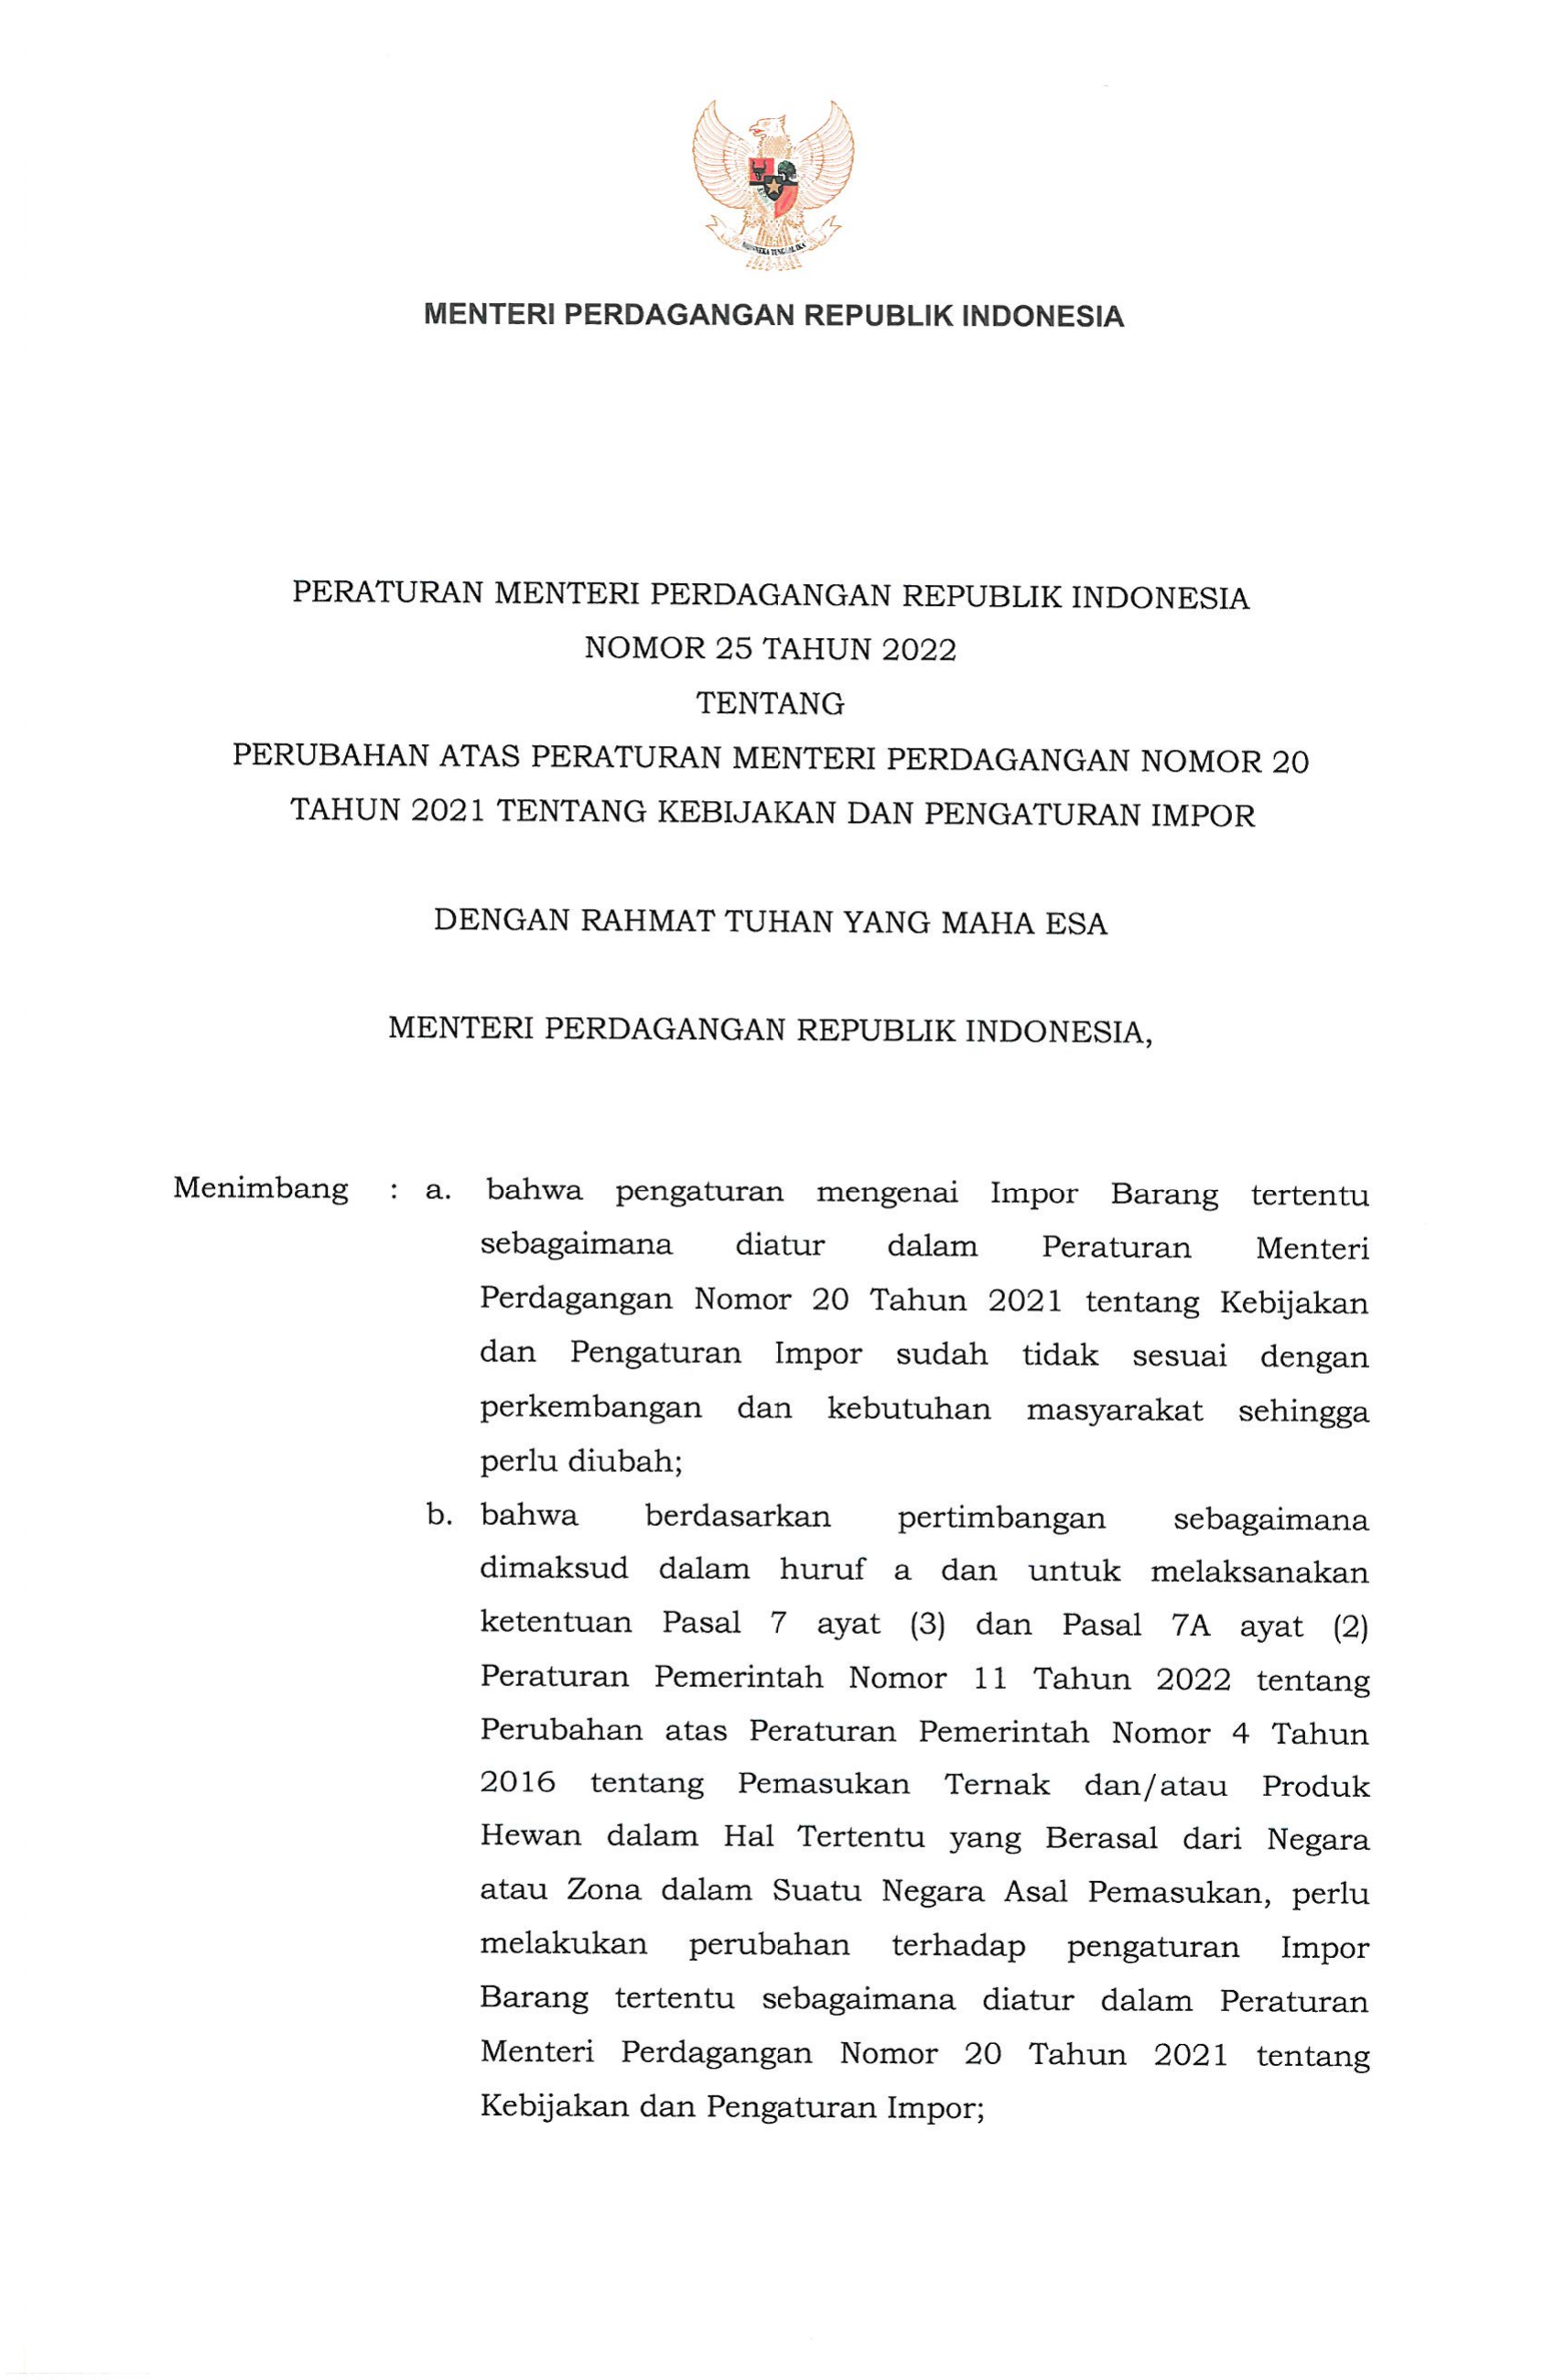 MENTERI PERDAGANGAN REPUBLIK INDONESIA
PERATURAN MENTERI PERDAGANGAN REPUBLIK INDONESIA
NOMOR 25 TAHUN 2022
TENTANG
PERUBAHAN ATAS PERATURAN MENTERI PERDAGANGAN NOMOR 20
TAHUN 2021 TENTANG KEBIJAKAN DAN PENGATURAN IMPOR
DENGAN RAHMAT TUHAN YANG MAHA ESA
MENTERI PERDAGANGAN REPUBLIK INDONESIA,
Menimbang : a. bahwa pengaturan mengenai Impor Barang tertentu
sebagaimana diatur dalam Peraturan Menteri
Perdagangan Nomor 20 Tahun 2021 tentang Kebijakan
dan Pengaturan Impor sudah tidak sesuai dengan
perkembangan dan kebutuhan masyarakat sehingga
perlu diubah;
b. bahwa berdasarkan pertimbangan sebagaimana
dimaksud dalam huruf a dan untuk melaksanakan
ketentuan Pasal 7 ayat (3) dan Pasal 7A ayat (2)
Peraturan Pemerintah Nomor 11 Tahun 2022 tentang
Perubahan atas Peraturan Pemerintah Nomor 4 Tahun
2016 tentang Pemasukan Ternak dan/atau Produk
Hewan dalam Hal Tertentu yang Berasal dari Negara
atau Zona dalam Suatu Negara Asal Pemasukan, perlu
melakukan perubahan terhadap pengaturan Impor
Barang tertentu sebagaimana diatur dalam Peraturan
Menteri Perdagangan Nomor 20 Tahun 2021 tentang
Kebijakan dan Pengaturan Impor;